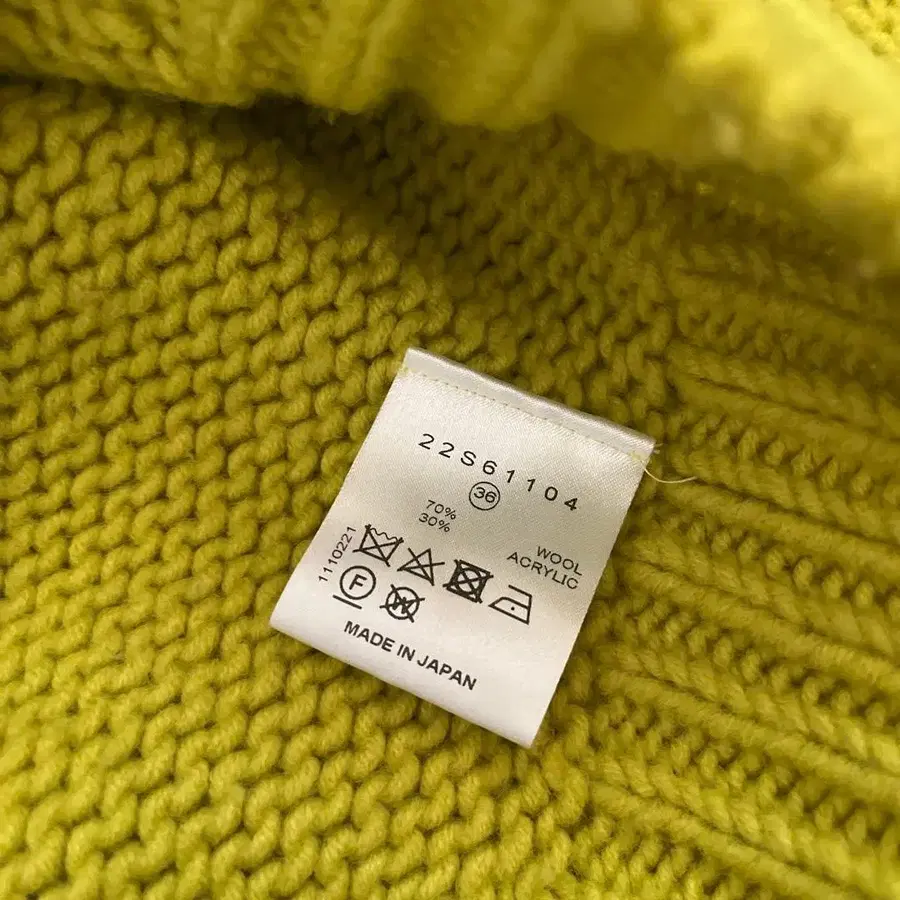 22S61104
36
70% WOOL
30% ACRYLIC
1110221
F
W
MADE IN JAPAN